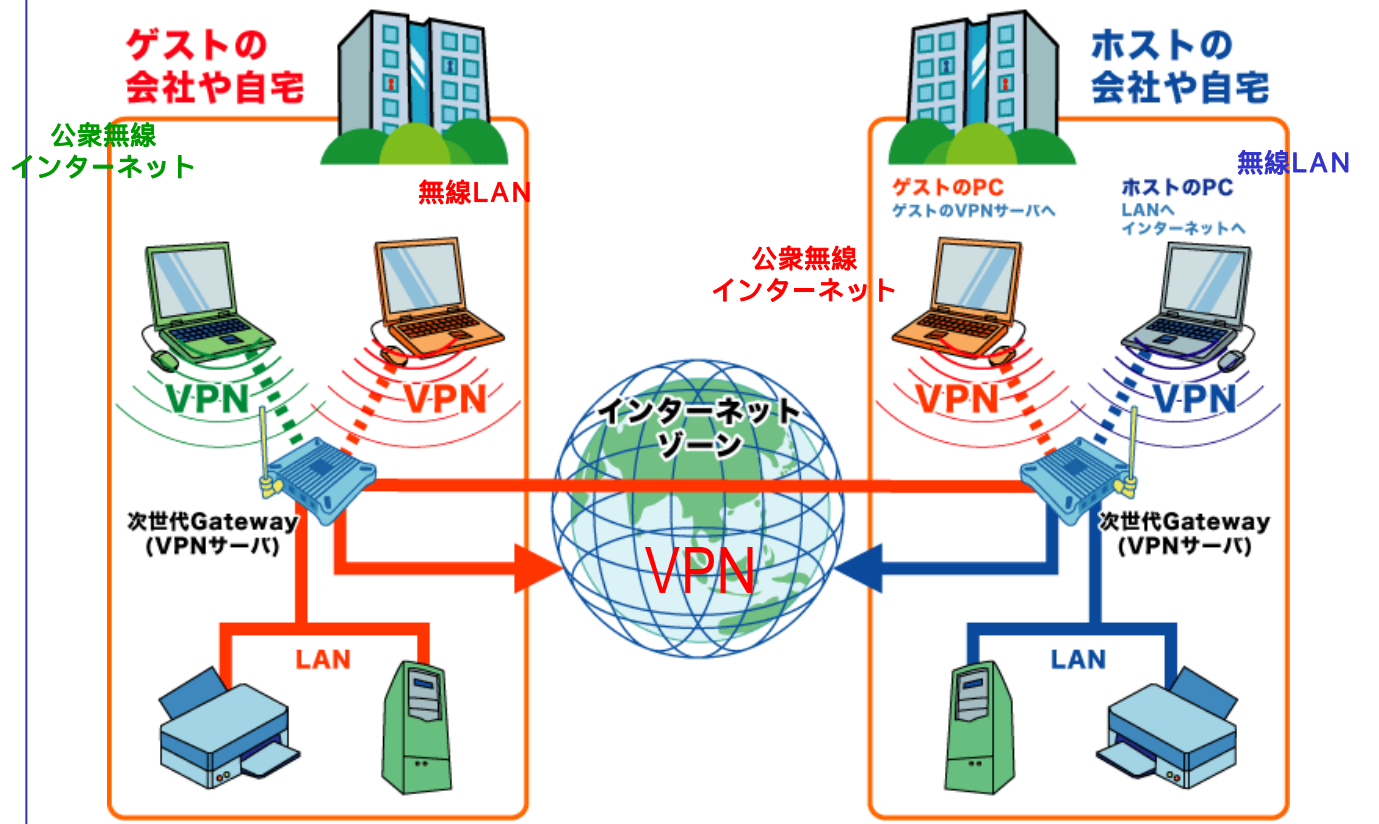 ゲストの
会社や自宅
ホストの
会社や自宅
公衆無線
インターネット
無線LAN
ゲストのPC
ゲストのVPNサーバへ
ホストのPC
LANへ
インターネットへ
無線LAN
公衆無線
インターネット
VPN
VPN
VPN
VPN
インターネット
ゾーン
次世代Gateway
(VPNサーバ)
VPN
次世代Gateway
(VPNサーバ)
LAN
LAN